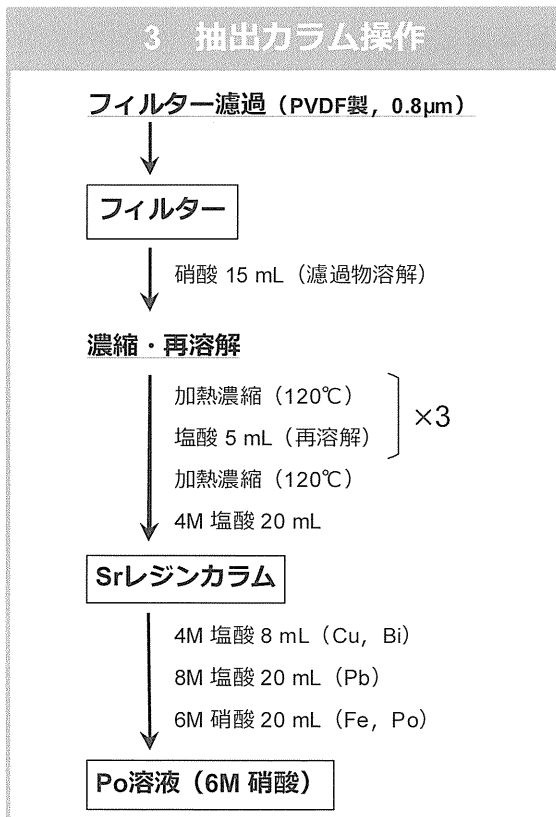 3 抽出カラム操作
フィルター濾過（PVDF製，0.8μm）
フィルター
硝酸 15 mL（濾過物溶解）
濃縮・再溶解
加熱濃縮（120℃）
塩酸 5 mL（再溶解）
×3
加熱濃縮（120℃）
4M 塩酸 20 mL
Srレジンカラム
4M 塩酸 8 mL（Cu，Bi）
8M 塩酸 20 mL（Pb）
6M 硝酸 20 mL（Fe，Po）
Po溶液（6M 硝酸）